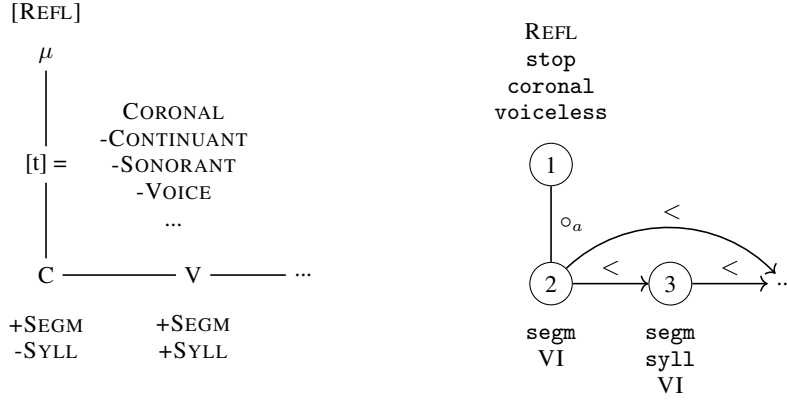 [REFL]
μ
[t] =
CORONAL
-CONTINUANT
-SONORANT
-VOICE
...
C
V
...
+SEGM
-SYLL
+SEGM
+SYLL
REFL
stop
coronal
voiceless
1
∘a
<
2
<
3
<
..
segm
VI
segm
syll
VI